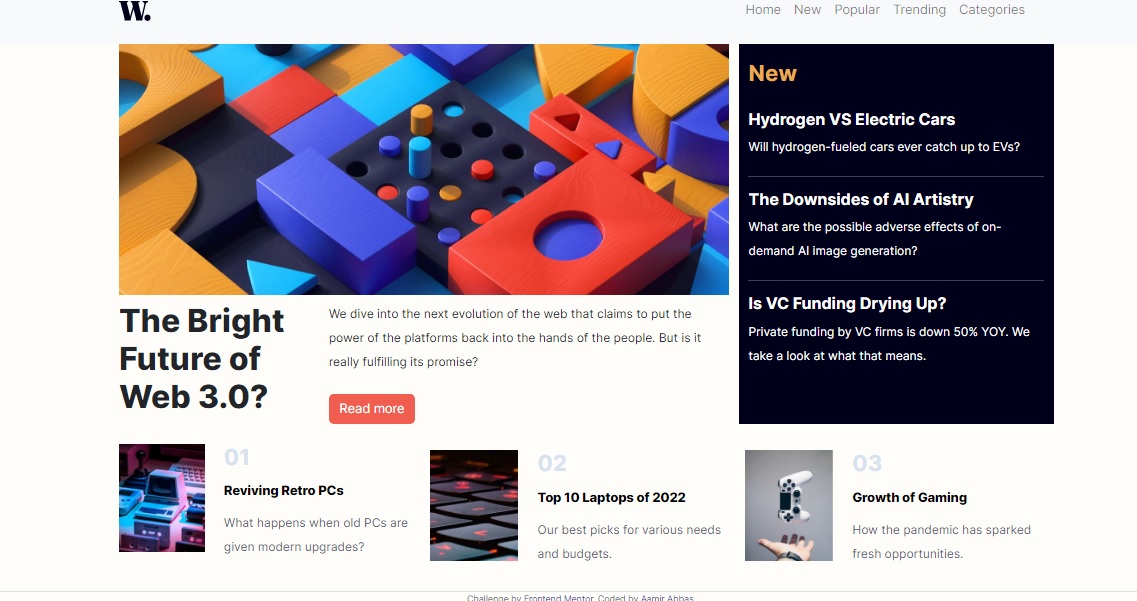 W.
Home New Popular Trending Categories
New
Hydrogen VS Electric Cars
Will hydrogen-fueled cars ever catch up to EVs?
The Downsides of AI Artistry
What are the possible adverse effects of on-
demand AI image generation?
Is VC Funding Drying Up?
Private funding by VC firms is down 50% YOY. We
take a look at what that means.
The Bright
Future of
Web 3.0?
We dive into the next evolution of the web that claims to put the
power of the platforms back into the hands of the people. But is it
really fulfilling its promise?
Read more
01
Reviving Retro PCs
What happens when old PCs are
given modern upgrades?
02
Top 10 Laptops of 2022
Our best picks for various needs
and budgets.
03
Growth of Gaming
How the pandemic has sparked
fresh opportunities.
Challenge by Frontend Mentor. Coded by Aamir Abbas.